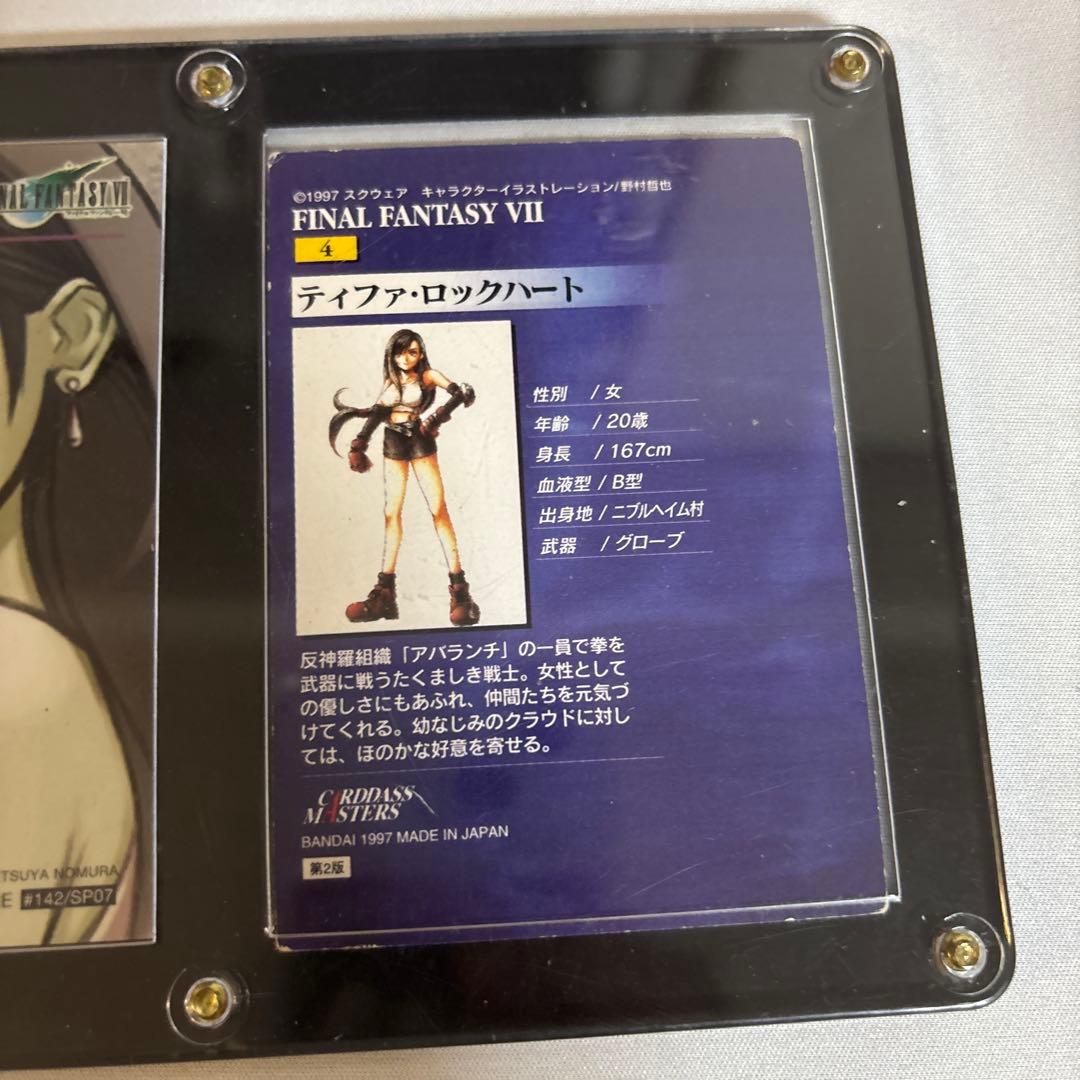 FINAL FANTASY VII
TSUYA NOMURA
E #142/SP07
©1997 スクウェア キャラクターイラストレーション/野村哲也
FINAL FANTASY VII
4
ティファ・ロックハート
性別 / 女
年齢 / 20歳
身長 / 167cm
血液型 / B型
出身地 / ニブルヘイム村
武器 / グローブ
反神羅組織「アバランチ」の一員で拳を
武器に戦うたくましき戦士。女性として
の優しさにもあふれ、仲間たちを元気づ
けてくれる。幼なじみのクラウドに対し
ては、ほのかな好意を寄せる。
CARDDASS
MASTERS
BANDAI 1997 MADE IN JAPAN
第2版